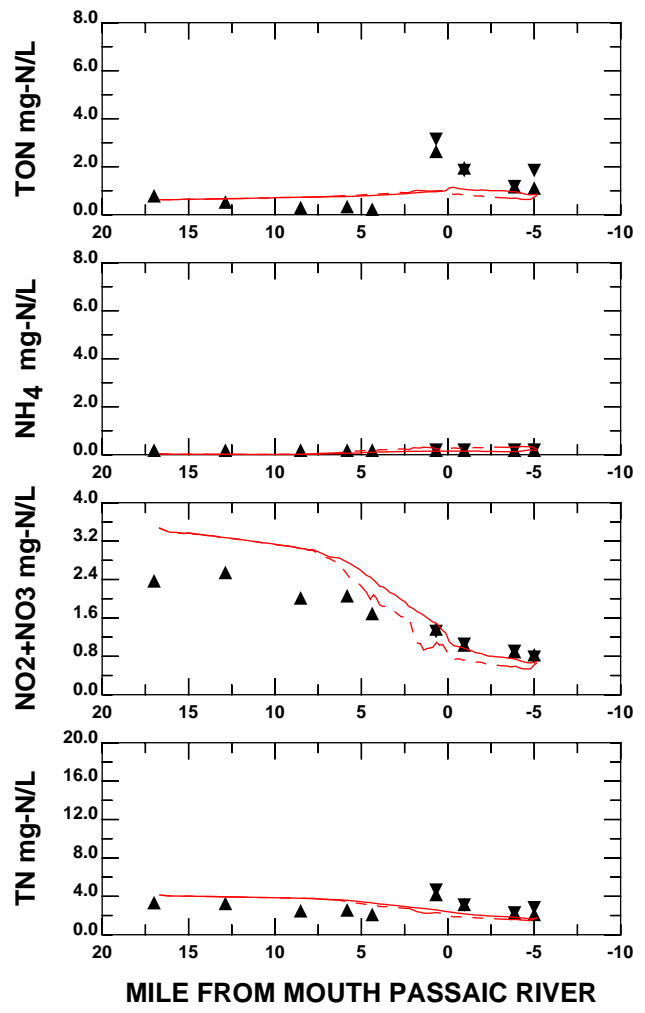 8.0
6.0
4.0
2.0
0.0
TON mg-N/L
20 15 10 5 0 -5 -10
8.0
6.0
4.0
2.0
0.0
NH4 mg-N/L
20 15 10 5 0 -5 -10
4.0
3.2
2.4
1.6
0.8
0.0
NO2+NO3 mg-N/L
20 15 10 5 0 -5 -10
20.0
16.0
12.0
8.0
4.0
0.0
TN mg-N/L
20 15 10 5 0 -5 -10
MILE FROM MOUTH PASSAIC RIVER